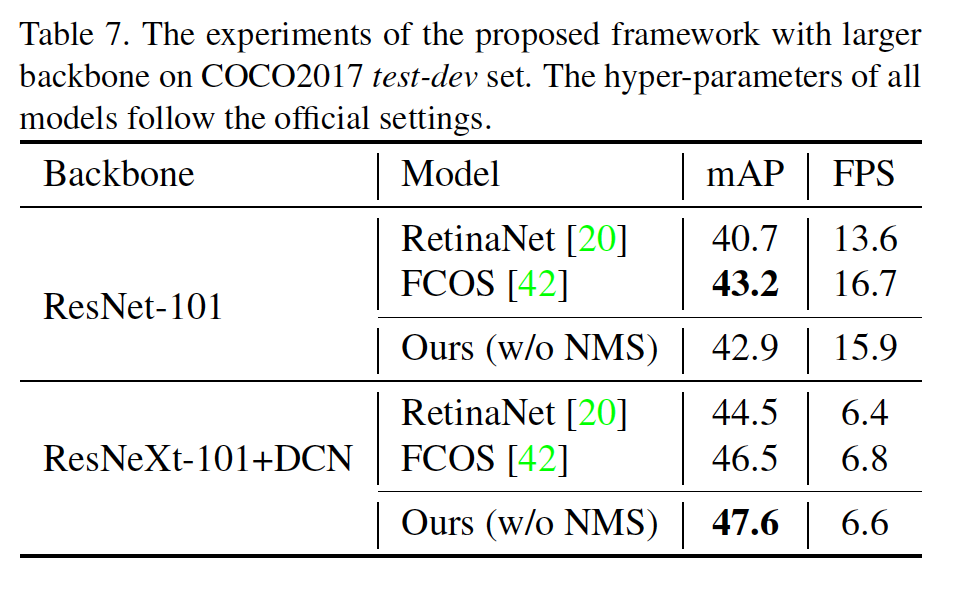 Table 7. The experiments of the proposed framework with larger
backbone on COCO2017 test-dev set. The hyper-parameters of all
models follow the official settings.
Backbone Model mAP FPS
RetinaNet [20] 40.7 13.6
FCOS [42] 43.2 16.7
ResNet-101
Ours (w/o NMS) 42.9 15.9
RetinaNet [20] 44.5 6.4
ResNeXt-101+DCN FCOS [42] 46.5 6.8
Ours (w/o NMS) 47.6 6.6